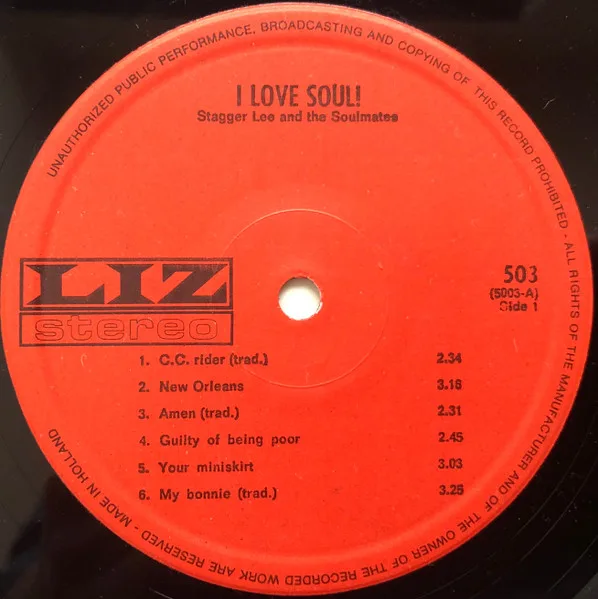 UNAUTHORIZED PUBLIC PERFORMANCE, BROADCASTING AND COPYING OF THIS RECORD PROHIBITED - ALL RIGHTS OF THE MANUFACTURER AND OF THE OWNER OF THE RECORDED WORK ARE RESERVED - MADE IN HOLLAND
I LOVE SOUL!
Stagger Lee and the Soulmates
LIZ
stereo
503
(5003-A)
Side 1
1. C.C. rider (trad.) 2.34
2. New Orleans 3.16
3. Amen (trad.) 2.31
4. Guilty of being poor 2.45
5. Your miniskirt 3.03
6. My bonnie (trad.) 3.25